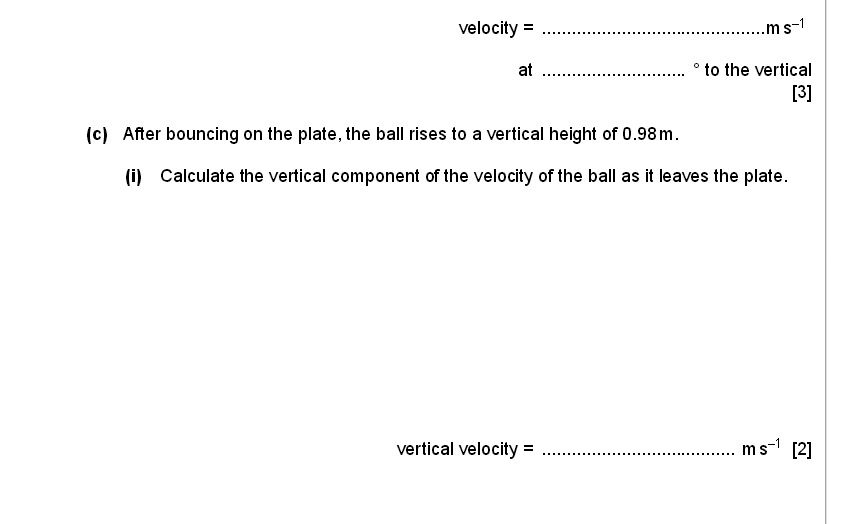 velocity = ..............................................m s⁻¹
at ............................. ° to the vertical
[3]
(c) After bouncing on the plate, the ball rises to a vertical height of 0.98 m.
(i) Calculate the vertical component of the velocity of the ball as it leaves the plate.
vertical velocity = ....................................... m s⁻¹ [2]